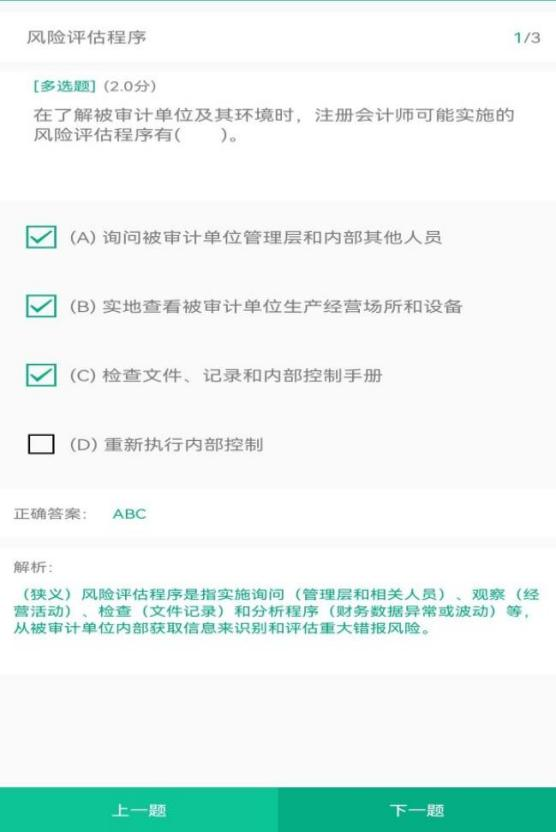 风险评估程序
1/3
[多选题] (2.0分)
在了解被审计单位及其环境时，注册会计师可能实施的
风险评估程序有(　　)。
(A) 询问被审计单位管理层和内部其他人员
(B) 实地查看被审计单位生产经营场所和设备
(C) 检查文件、记录和内部控制手册
(D) 重新执行内部控制
正确答案: ABC
解析:
（狭义）风险评估程序是指实施询问（管理层和相关人员）、观察（经
营活动）、检查（文件记录）和分析程序（财务数据异常或波动）等，
从被审计单位内部获取信息来识别和评估重大错报风险。
上一题
下一题